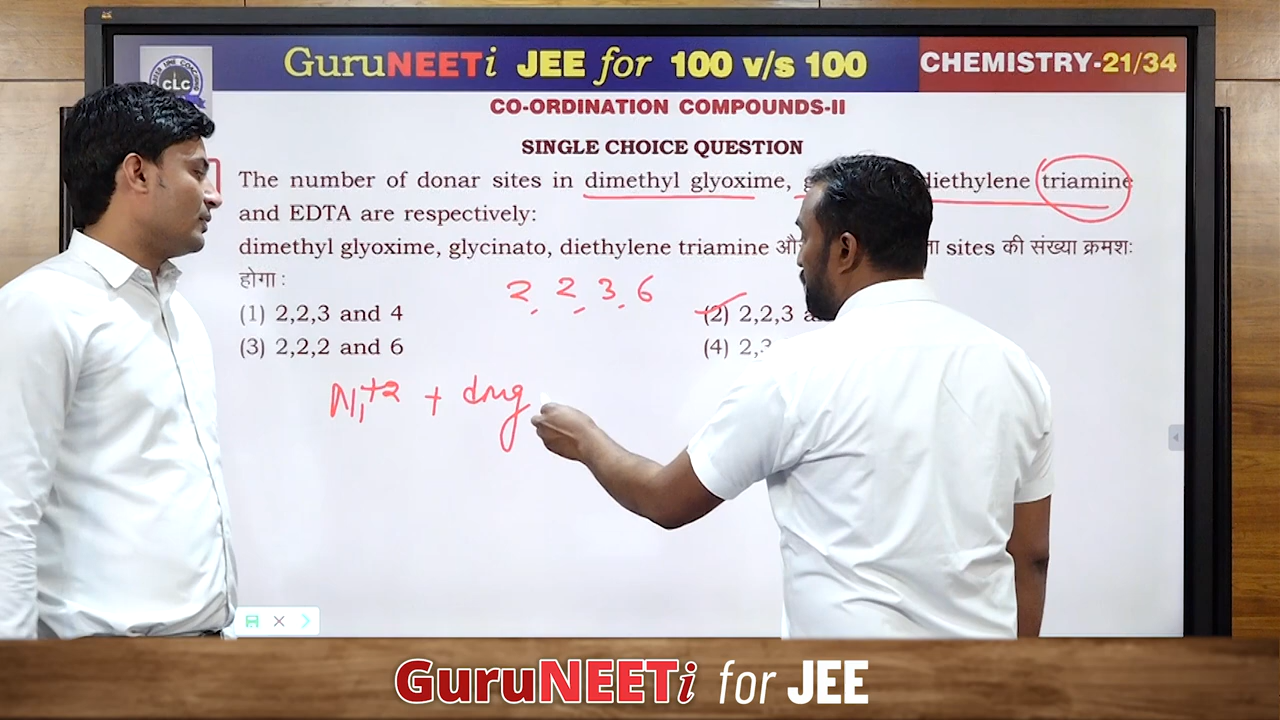 GuruNEETi JEE for 100 v/s 100
CHEMISTRY-21/34
CLC
CO-ORDINATION COMPOUNDS-II
SINGLE CHOICE QUESTION
The number of donar sites in dimethyl glyoxime, diethylene triamine
and EDTA are respectively:
dimethyl glyoxime, glycinato, diethylene triamine sites की संख्या क्रमशः
होगा :
2, 2, 3, 6
(1) 2,2,3 and 4
(2) 2,2,3
(3) 2,2,2 and 6
(4) 2,3
Ni+2 + dmg
GuruNEETi for JEE